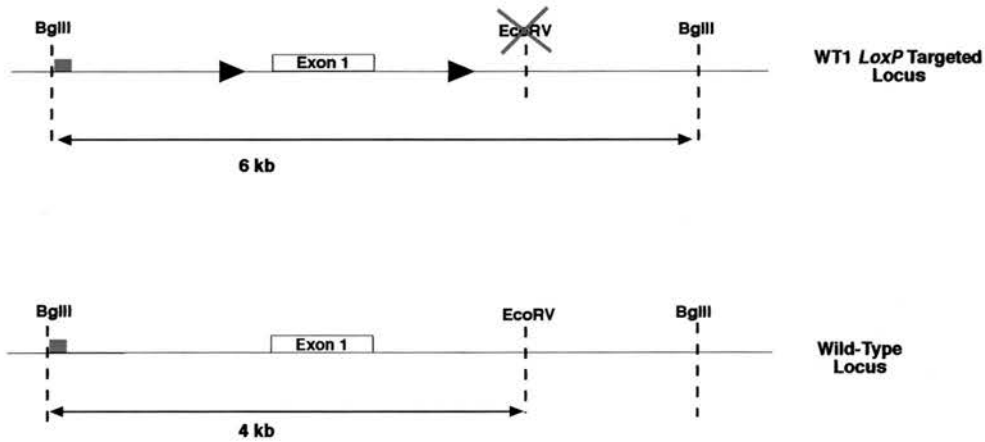 BglII EcoRV BglII
Exon 1
WT1 LoxP Targeted
Locus
6 kb
BglII EcoRV BglII
Exon 1
Wild-Type
Locus
4 kb